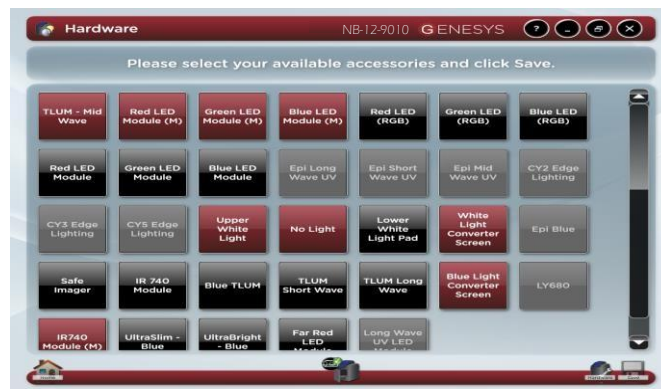 Hardware NB-12-9010 GENESYS ?
Please select your available accessories and click Save.
TLUM - Mid Wave Red LED Module (M) Green LED Module (M) Blue LED Module (M) Red LED (RGB) Green LED (RGB) Blue LED (RGB)
Red LED Module Green LED Module Blue LED Module Epi Long Wave UV Epi Short Wave UV Epi Mid Wave UV CY2 Edge Lighting
CY3 Edge Lighting CY5 Edge Lighting Upper White Light No Light Lower White Light Pad White Light Converter Screen Epi Blue
Safe Imager IR 740 Module Blue TLUM TLUM Short Wave TLUM Long Wave Blue Light Converter Screen LY680
IR740 Module (M) UltraSlim - Blue UltraBright - Blue Far Red LED Module Long Wave UV LED Module
Home Hardware Save